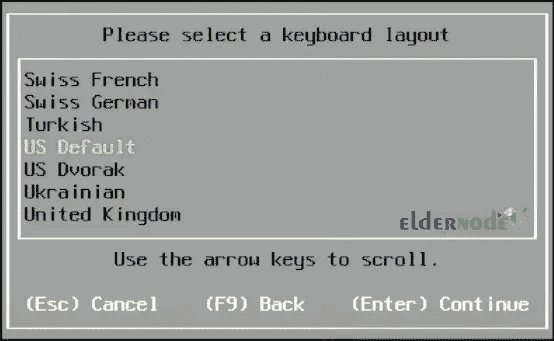 Please select a keyboard layout
Swiss French
Swiss German
Turkish
US Default
US Dvorak
Ukrainian
United Kingdom
ELDERNODE
Use the arrow keys to scroll.
(Esc) Cancel (F9) Back (Enter) Continue